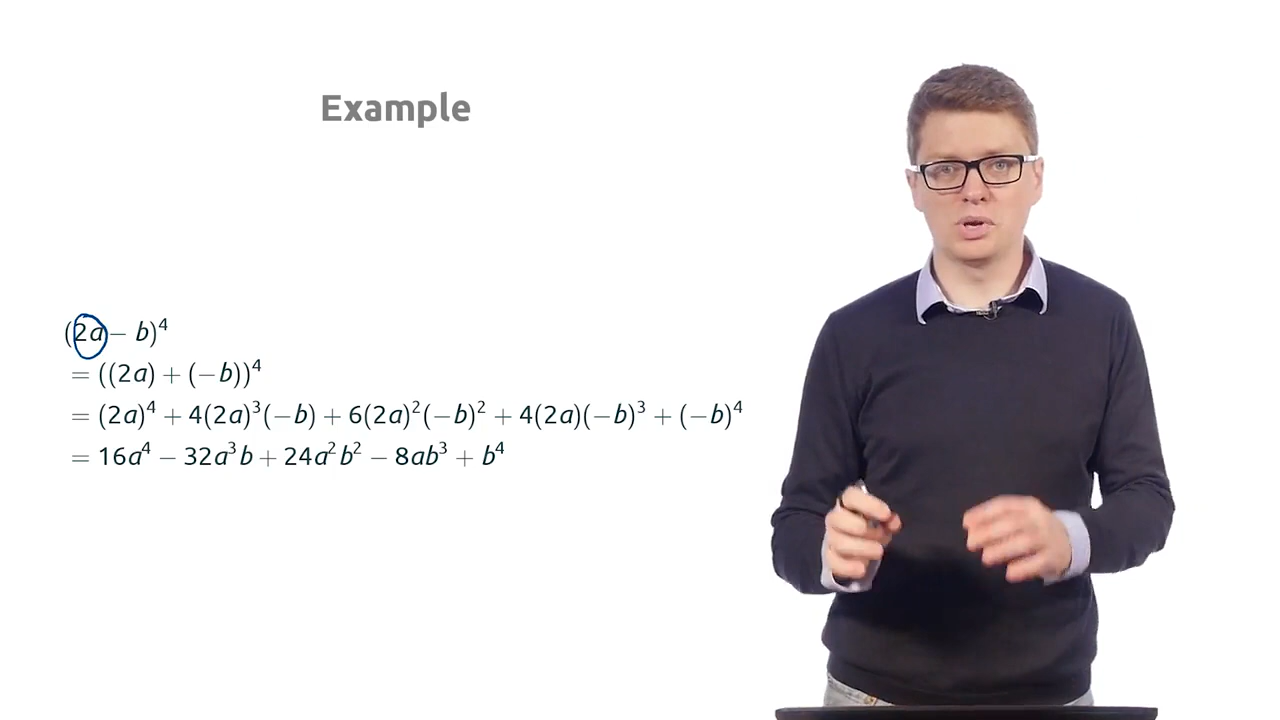 Example
(2a − b)⁴
= ((2a) + (−b))⁴
= (2a)⁴ + 4(2a)³(−b) + 6(2a)²(−b)² + 4(2a)(−b)³ + (−b)⁴
= 16a⁴ − 32a³b + 24a²b² − 8ab³ + b⁴